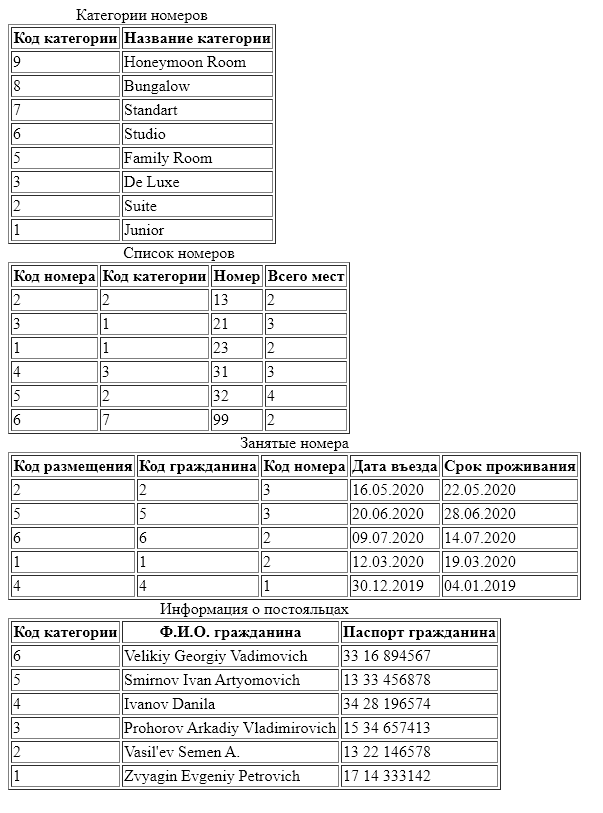 Категории номеров
Код категории Название категории
9 Honeymoon Room
8 Bungalow
7 Standart
6 Studio
5 Family Room
3 De Luxe
2 Suite
1 Junior
Список номеров
Код номера Код категории Номер Всего мест
2 2 13 2
3 1 21 3
1 1 23 2
4 3 31 3
5 2 32 4
6 7 99 2
Занятые номера
Код размещения Код гражданина Код номера Дата въезда Срок проживания
2 2 3 16.05.2020 22.05.2020
5 5 3 20.06.2020 28.06.2020
6 6 2 09.07.2020 14.07.2020
1 1 2 12.03.2020 19.03.2020
4 4 1 30.12.2019 04.01.2019
Информация о постояльцах
Код категории Ф.И.О. гражданина Паспорт гражданина
6 Velikiy Georgiy Vadimovich 33 16 894567
5 Smirnov Ivan Artyomovich 13 33 456878
4 Ivanov Danila 34 28 196574
3 Prohorov Arkadiy Vladimirovich 15 34 657413
2 Vasil'ev Semen A. 13 22 146578
1 Zvyagin Evgeniy Petrovich 17 14 333142